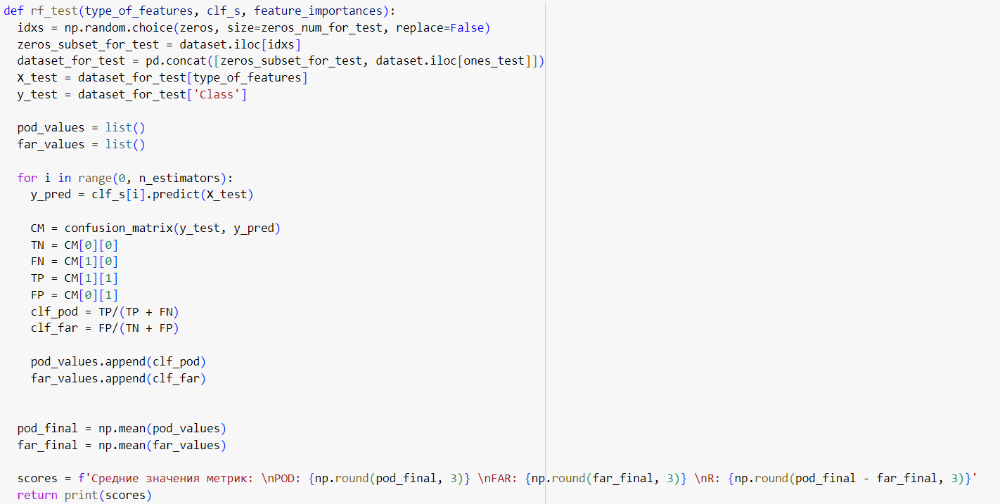 def rf_test(type_of_features, clf_s, feature_importances):
  idxs = np.random.choice(zeros, size=zeros_num_for_test, replace=False)
  zeros_subset_for_test = dataset.iloc[idxs]
  dataset_for_test = pd.concat([zeros_subset_for_test, dataset.iloc[ones_test]])
  X_test = dataset_for_test[type_of_features]
  y_test = dataset_for_test['Class']

  pod_values = list()
  far_values = list()

  for i in range(0, n_estimators):
    y_pred = clf_s[i].predict(X_test)

    CM = confusion_matrix(y_test, y_pred)
    TN = CM[0][0]
    FN = CM[1][0]
    TP = CM[1][1]
    FP = CM[0][1]
    clf_pod = TP/(TP + FN)
    clf_far = FP/(TN + FP)

    pod_values.append(clf_pod)
    far_values.append(clf_far)


  pod_final = np.mean(pod_values)
  far_final = np.mean(far_values)

  scores = f'Средние значения метрик: \nPOD: {np.round(pod_final, 3)} \nFAR: {np.round(far_final, 3)} \nR: {np.round(pod_final - far_final, 3)}'
  return print(scores)